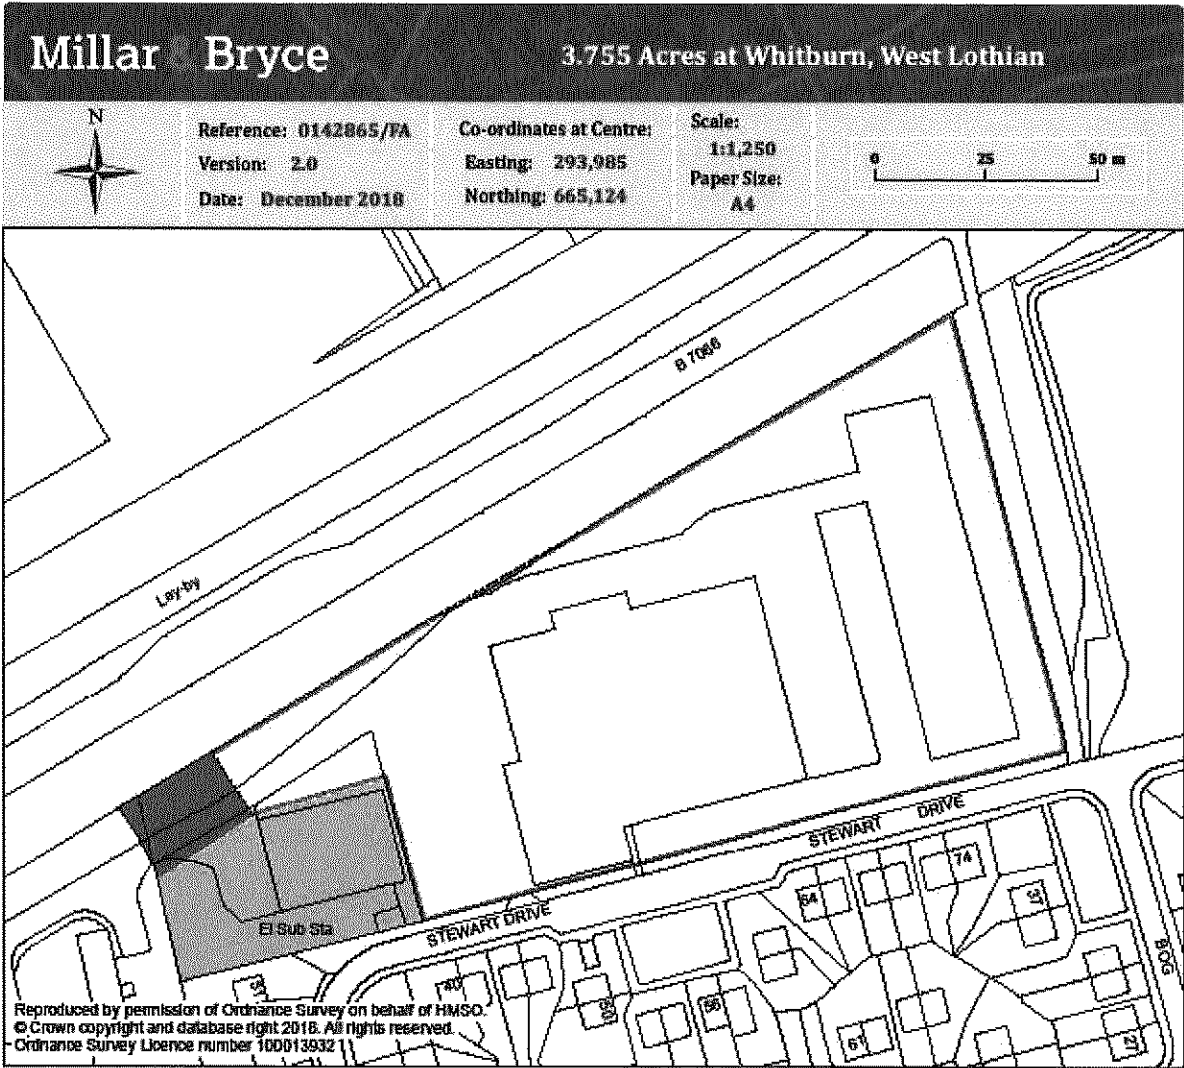 Millar & Bryce
3.755 Acres at Whitburn, West Lothian
N
Reference: 0142865/FA
Version: 2.0
Date: December 2018
Co-ordinates at Centre:
Easting: 293,985
Northing: 665,124
Scale:
1:1,250
Paper Size:
A4
0 25 50 m
B 7066
Lay-by
STEWART DRIVE
74
64
37
El Sub Sta
STEWART DRIVE
BOG
40
51
56
61
27
Reproduced by permission of Ordnance Survey on behalf of HMSO.
© Crown copyright and database right 2018. All rights reserved.
Ordnance Survey Licence number 100013932